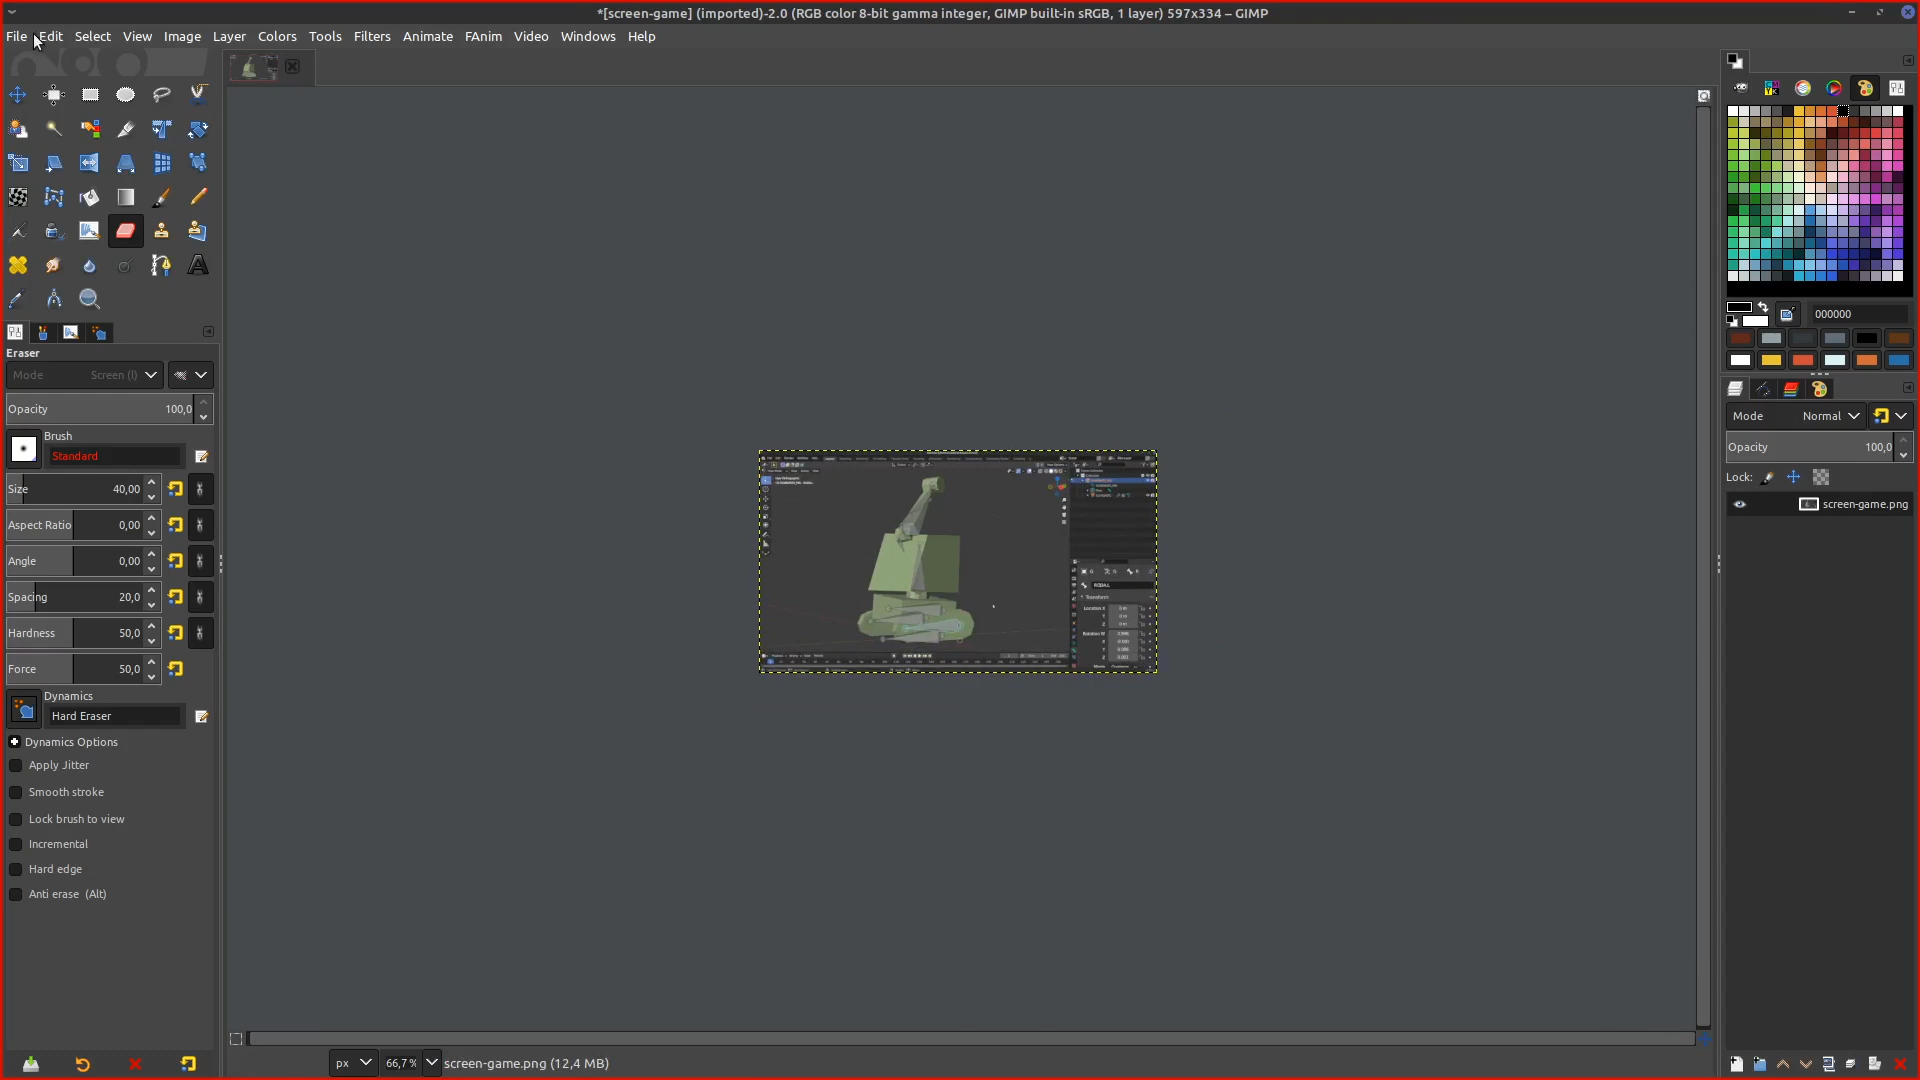 *[screen-game] (imported)-2.0 (RGB color 8-bit gamma integer, GIMP built-in sRGB, 1 layer) 597x334 – GIMP
File Edit Select View Image Layer Colors Tools Filters Animate FAnim Video Windows Help
Eraser
Mode Screen (l)
Opacity 100,0
Brush
Standard
Size 40,00
Aspect Ratio 0,00
Angle 0,00
Spacing 20,0
Hardness 50,0
Force 50,0
Dynamics
Hard Eraser
Dynamics Options
Apply Jitter
Smooth stroke
Lock brush to view
Incremental
Hard edge
Anti erase (Alt)
Transform
Location X 0 m
Y 0 m
Z 0 m
px 66,7 % screen-game.png (12,4 MB)
000000
Mode Normal
Opacity 100,0
Lock:
screen-game.png